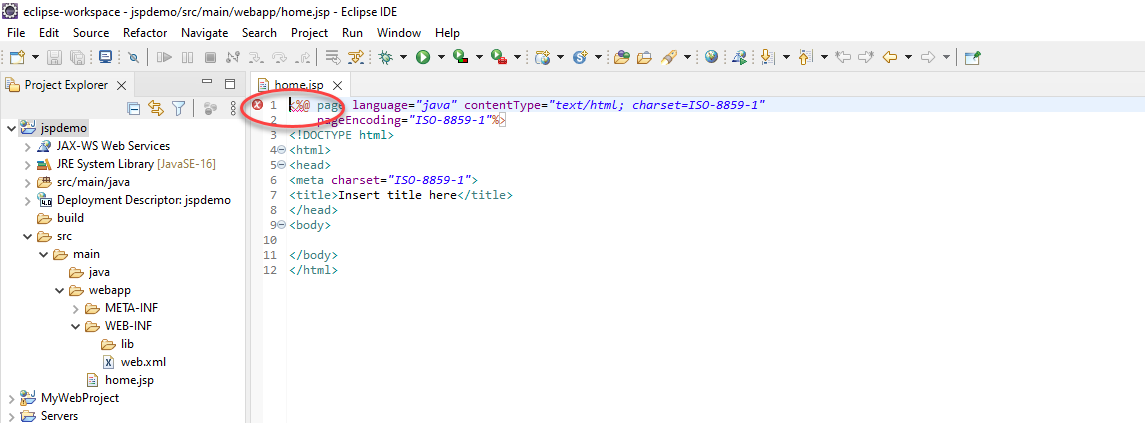 eclipse-workspace - jspdemo/src/main/webapp/home.jsp - Eclipse IDE
File Edit Source Refactor Navigate Search Project Run Window Help
Project Explorer
jspdemo
JAX-WS Web Services
JRE System Library [JavaSE-16]
src/main/java
4.0 Deployment Descriptor: jspdemo
build
src
main
java
webapp
META-INF
WEB-INF
lib
web.xml
home.jsp
MyWebProject
Servers
home.jsp
1 <%@ page language="java" contentType="text/html; charset=ISO-8859-1"
2 pageEncoding="ISO-8859-1"%>
3 <!DOCTYPE html>
4 <html>
5 <head>
6 <meta charset="ISO-8859-1">
7 <title>Insert title here</title>
8 </head>
9 <body>
10
11 </body>
12 </html>